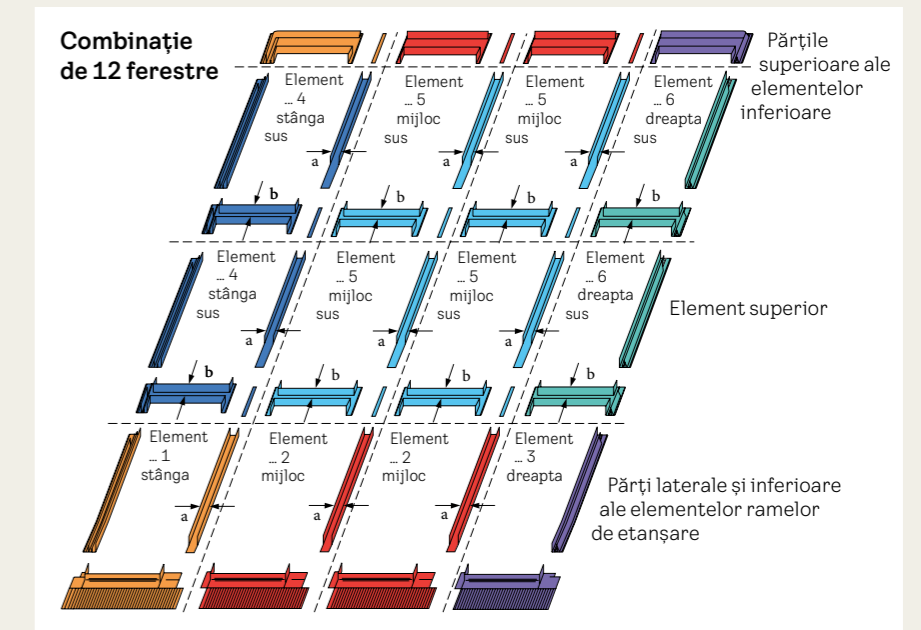 Combinație
de 12 ferestre
Părțile
superioare ale
elementelor
inferioare
Element
... 4
stânga
sus
Element
... 5
mijloc
sus
Element
... 5
mijloc
sus
Element
... 6
dreapta
sus
a
a
a
b
b
b
b
Element
... 4
stânga
sus
Element
... 5
mijloc
sus
Element
... 5
mijloc
sus
Element
... 6
dreapta
sus
Element superior
a
a
a
b
b
b
b
Element
... 1
stânga
Element
... 2
mijloc
Element
... 2
mijloc
Element
... 3
dreapta
Părți laterale și inferioare
ale elementelor ramelor
de etanșare
a
a
a